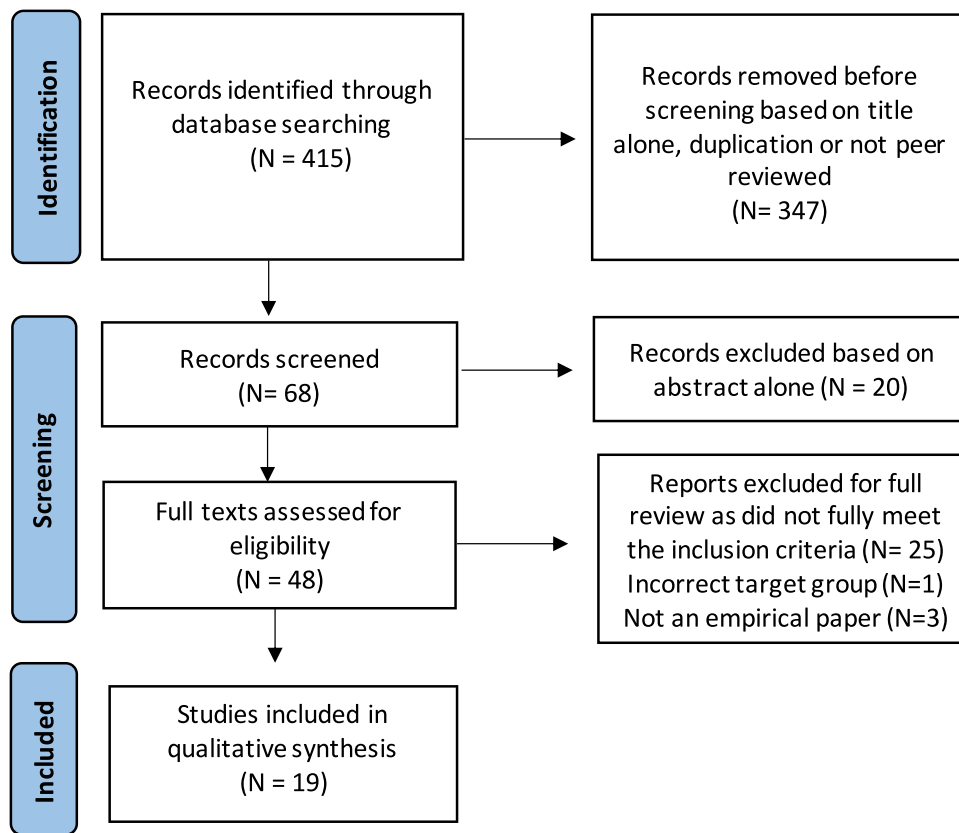 Identification
Records identified through
database searching
(N = 415)
Records removed before
screening based on title
alone, duplication or not peer
reviewed
(N= 347)
Screening
Records screened
(N= 68)
Records excluded based on
abstract alone (N = 20)
Full texts assessed for
eligibility
(N = 48)
Reports excluded for full
review as did not fully meet
the inclusion criteria (N= 25)
Incorrect target group (N=1)
Not an empirical paper (N=3)
Included
Studies included in
qualitative synthesis
(N = 19)